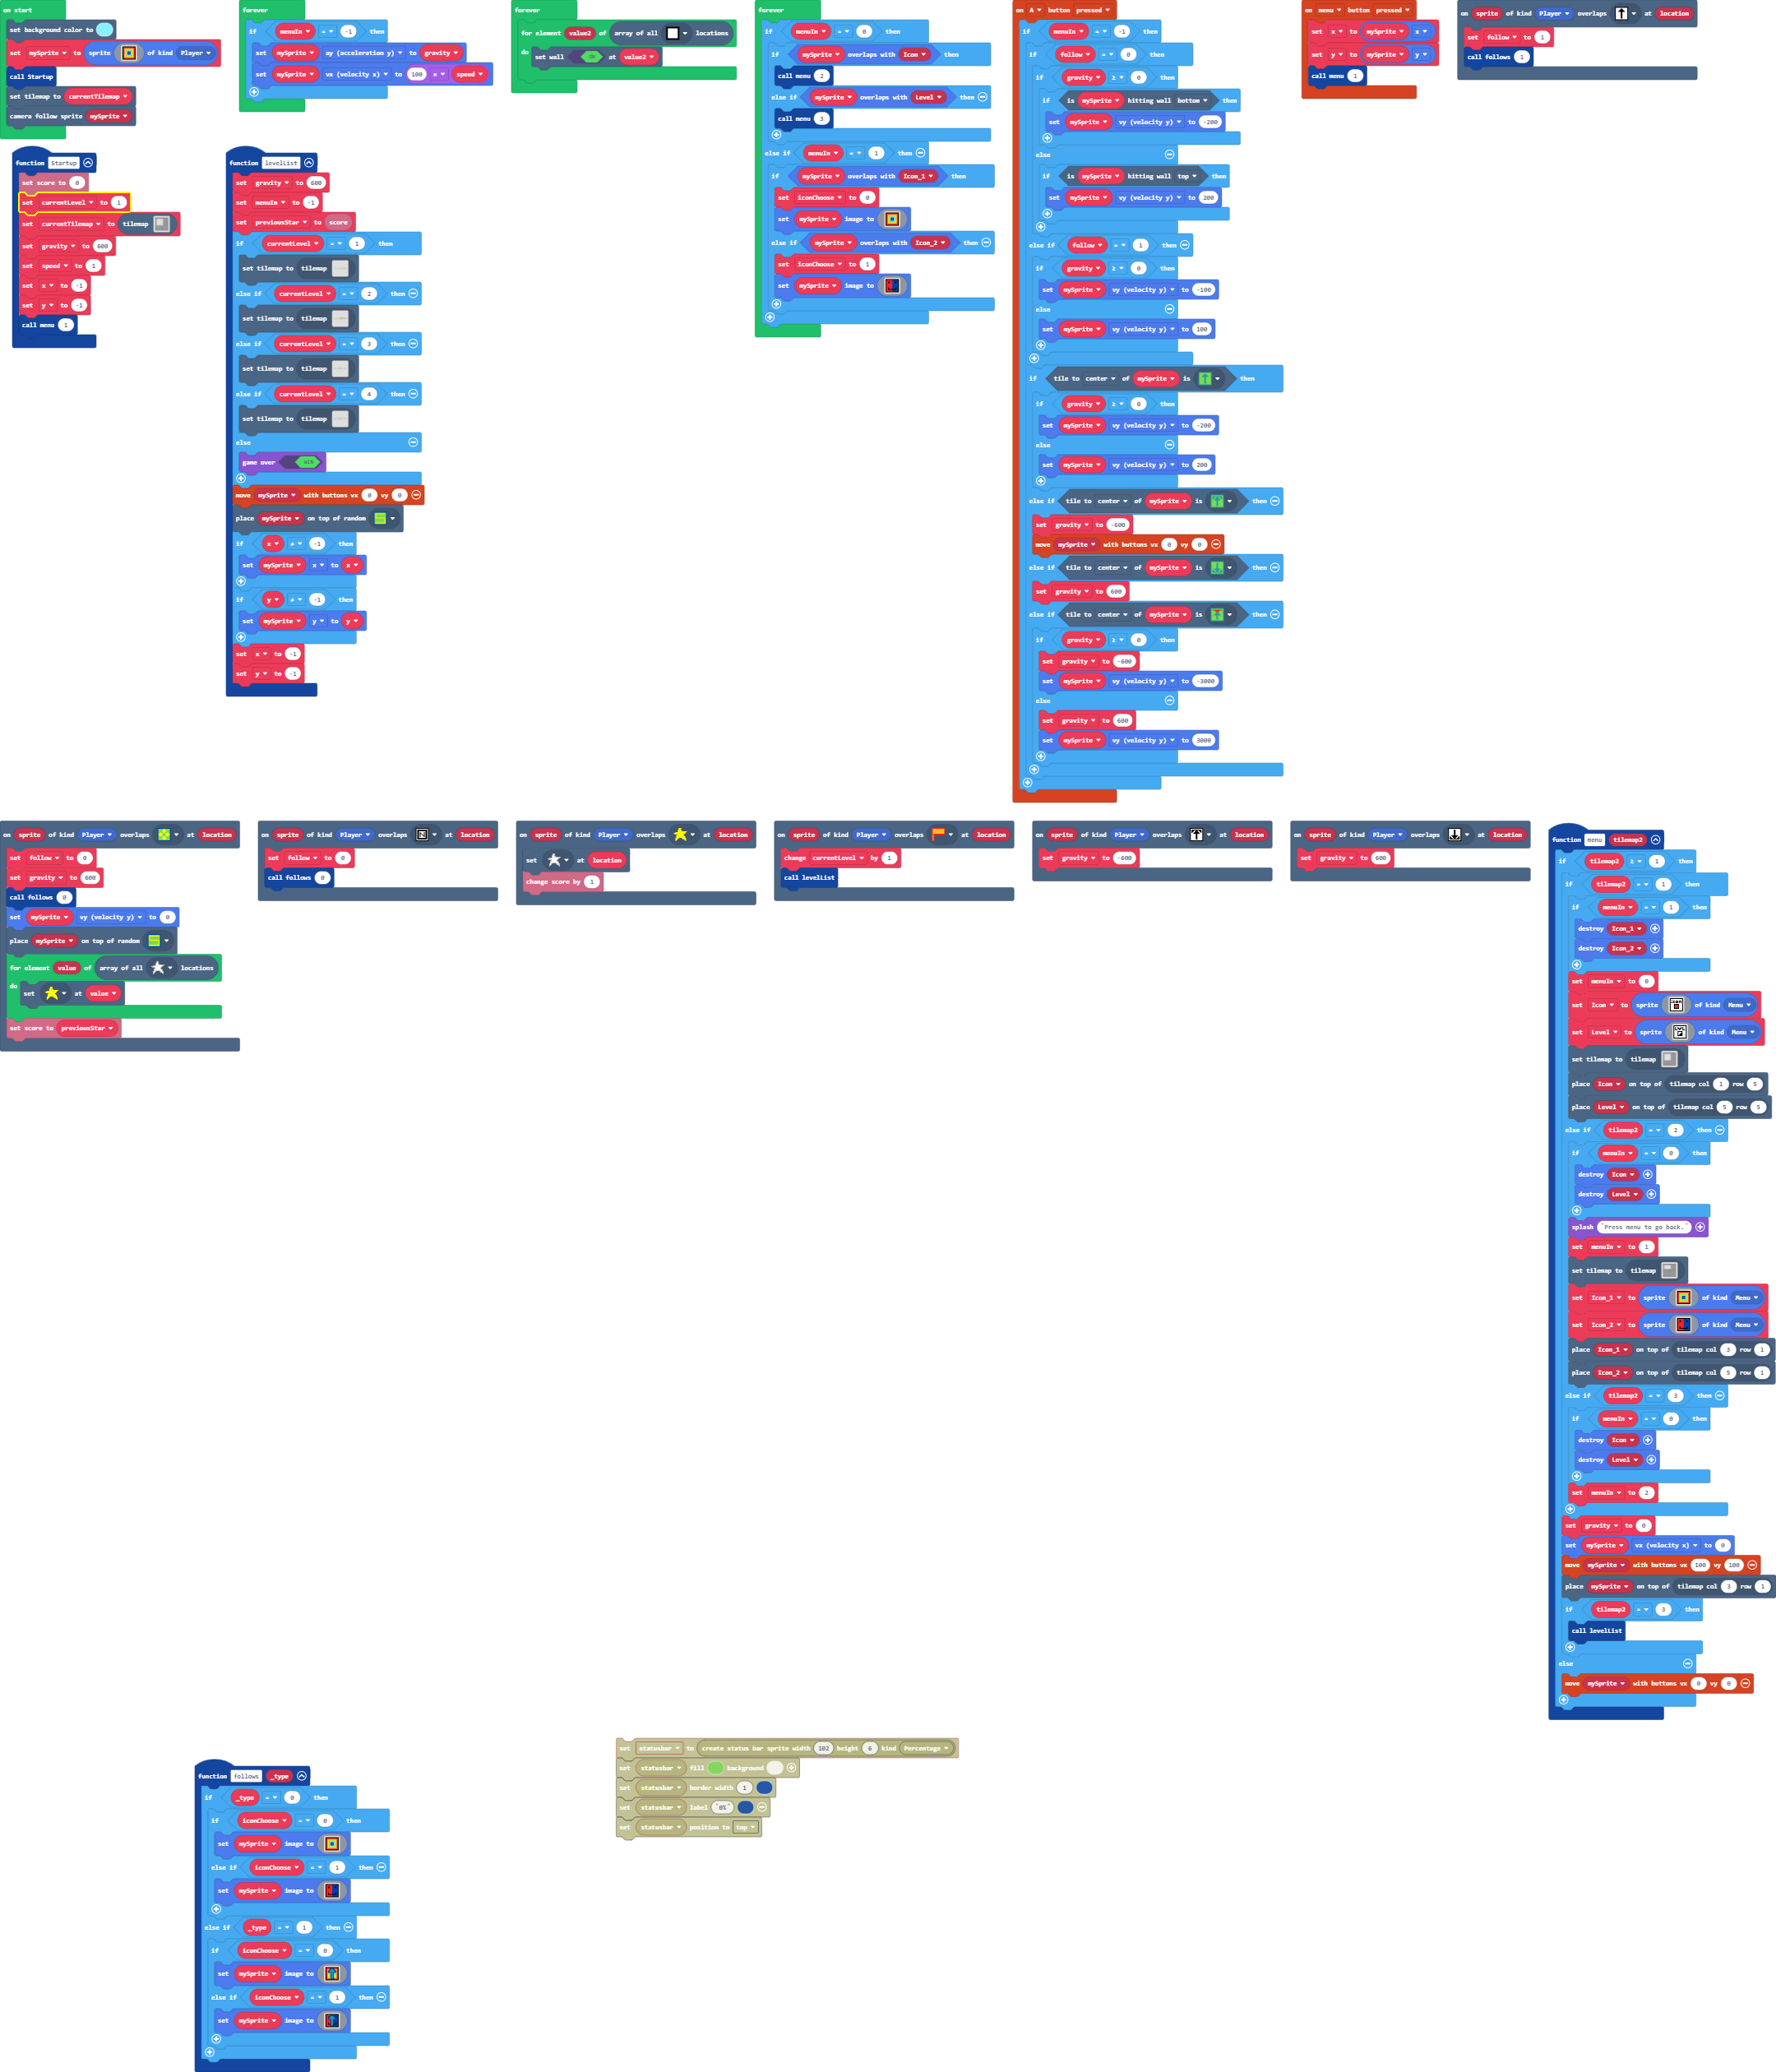 on start
set background color to
set mySprite to sprite of kind Player
call Startup
set tilemap to currentTilemap
camera follow sprite mySprite
function Startup
set score to 0
set currentLevel to 1
set currentTilemap to tilemap
set gravity to 600
set speed to 1
set x to -1
set y to -1
call menu 1
forever
if menuIn = -1 then
set mySprite ay (acceleration y) to gravity
set mySprite vx (velocity x) to 100 × speed
function levelList
set gravity to 600
set menuIn to -1
set previousStar to score
if currentLevel = 1 then
set tilemap to tilemap
else if currentLevel = 2 then
set tilemap to tilemap
else if currentLevel = 3 then
set tilemap to tilemap
else if currentLevel = 4 then
set tilemap to tilemap
else
game over WIN
move mySprite with buttons vx 0 vy 0
place mySprite on top of random
if x ≠ -1 then
set mySprite x to x
if y ≠ -1 then
set mySprite y to y
set x to -1
set y to -1
forever
for element value2 of array of all locations
do set wall ON at value2
forever
if menuIn = 0 then
if mySprite overlaps with Icon then
call menu 2
else if mySprite overlaps with Level then
call menu 3
else if menuIn = 1 then
if mySprite overlaps with Icon_1 then
set iconChoose to 0
set mySprite image to
else if mySprite overlaps with Icon_2 then
set iconChoose to 1
set mySprite image to
on A button pressed
if menuIn = -1 then
if follow = 0 then
if gravity ≥ 0 then
if is mySprite hitting wall bottom then
set mySprite vy (velocity y) to -200
else
if is mySprite hitting wall top then
set mySprite vy (velocity y) to 200
else if follow = 1 then
if gravity ≥ 0 then
set mySprite vy (velocity y) to -100
else
set mySprite vy (velocity y) to 100
if tile to center of mySprite is then
if gravity ≥ 0 then
set mySprite vy (velocity y) to -200
else
set mySprite vy (velocity y) to 200
else if tile to center of mySprite is then
set gravity to -600
move mySprite with buttons vx 0 vy 0
else if tile to center of mySprite is then
set gravity to 600
else if tile to center of mySprite is then
if gravity ≥ 0 then
set gravity to -600
set mySprite vy (velocity y) to -3000
else
set gravity to 600
set mySprite vy (velocity y) to 3000
on menu button pressed
set x to mySprite x
set y to mySprite y
call menu 1
on sprite of kind Player overlaps at location
set follow to 1
call follows 1
on sprite of kind Player overlaps at location
set follow to 0
set gravity to 600
call follows 0
set mySprite vy (velocity y) to 0
place mySprite on top of random
for element value of array of all locations
do set at value
set score to previousStar
on sprite of kind Player overlaps at location
set follow to 0
call follows 0
on sprite of kind Player overlaps at location
set at location
change score by 1
on sprite of kind Player overlaps at location
change currentLevel by 1
call levelList
on sprite of kind Player overlaps at location
set gravity to -600
on sprite of kind Player overlaps at location
set gravity to 600
function menu tilemap2
if tilemap2 ≥ 1 then
if tilemap2 = 1 then
if menuIn = 1 then
destroy Icon_1
destroy Icon_2
set menuIn to 0
set Icon to sprite of kind Menu
set Level to sprite of kind Menu
set tilemap to tilemap
place Icon on top of tilemap col 1 row 5
place Level on top of tilemap col 5 row 5
else if tilemap2 = 2 then
if menuIn = 0 then
destroy Icon
destroy Level
splash "Press menu to go back."
set menuIn to 1
set tilemap to tilemap
set Icon_1 to sprite of kind Menu
set Icon_2 to sprite of kind Menu
place Icon_1 on top of tilemap col 3 row 1
place Icon_2 on top of tilemap col 5 row 1
else if tilemap2 = 3 then
if menuIn = 0 then
destroy Icon
destroy Level
set menuIn to 2
set gravity to 0
set mySprite vx (velocity x) to 0
move mySprite with buttons vx 100 vy 100
place mySprite on top of tilemap col 3 row 1
if tilemap2 = 3 then
call levelList
else
move mySprite with buttons vx 0 vy 0
function follows _type
if _type = 0 then
if iconChoose = 0 then
set mySprite image to
else if iconChoose = 1 then
set mySprite image to
else if _type = 1 then
if iconChoose = 0 then
set mySprite image to
else if iconChoose = 1 then
set mySprite image to
set statusbar to create status bar sprite width 102 height 6 kind Percentage
set statusbar fill background
set statusbar border width 1
set statusbar label "0%"
set statusbar position to top